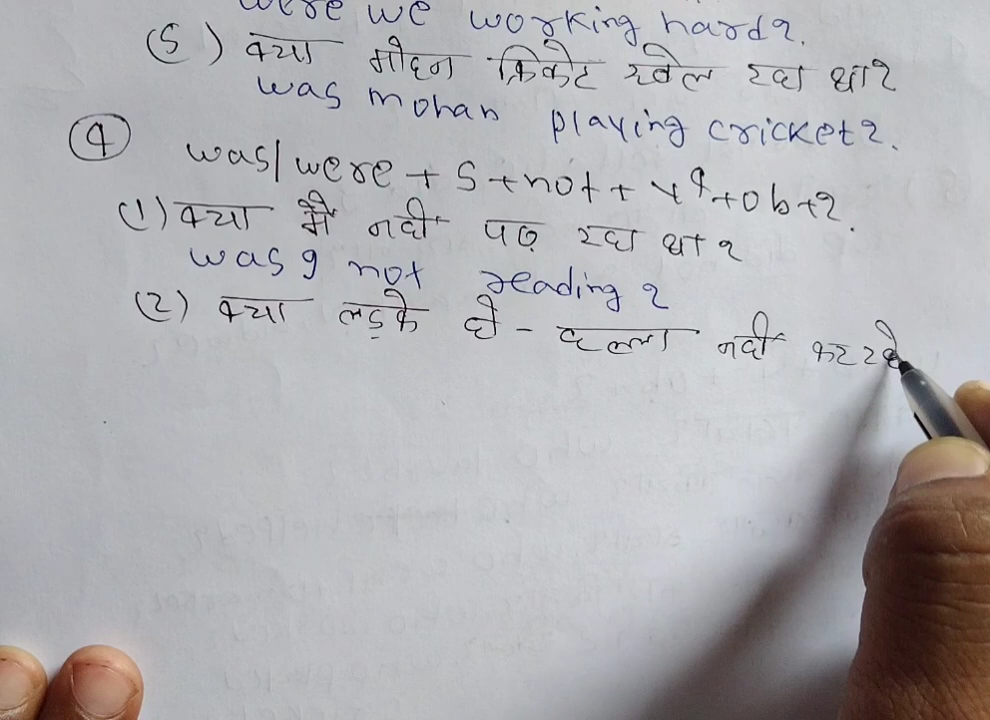 were we working hard?
(5) क्या मोहन क्रिकेट खेल रहा था?
was mohan playing cricket?
(4) was/were + S + not + v⁴ + ob + ?
(1) क्या मैं नहीं पढ़ रहा था?
was I not reading?
(2) क्या लड़के हो-हल्ला नहीं कर रहे